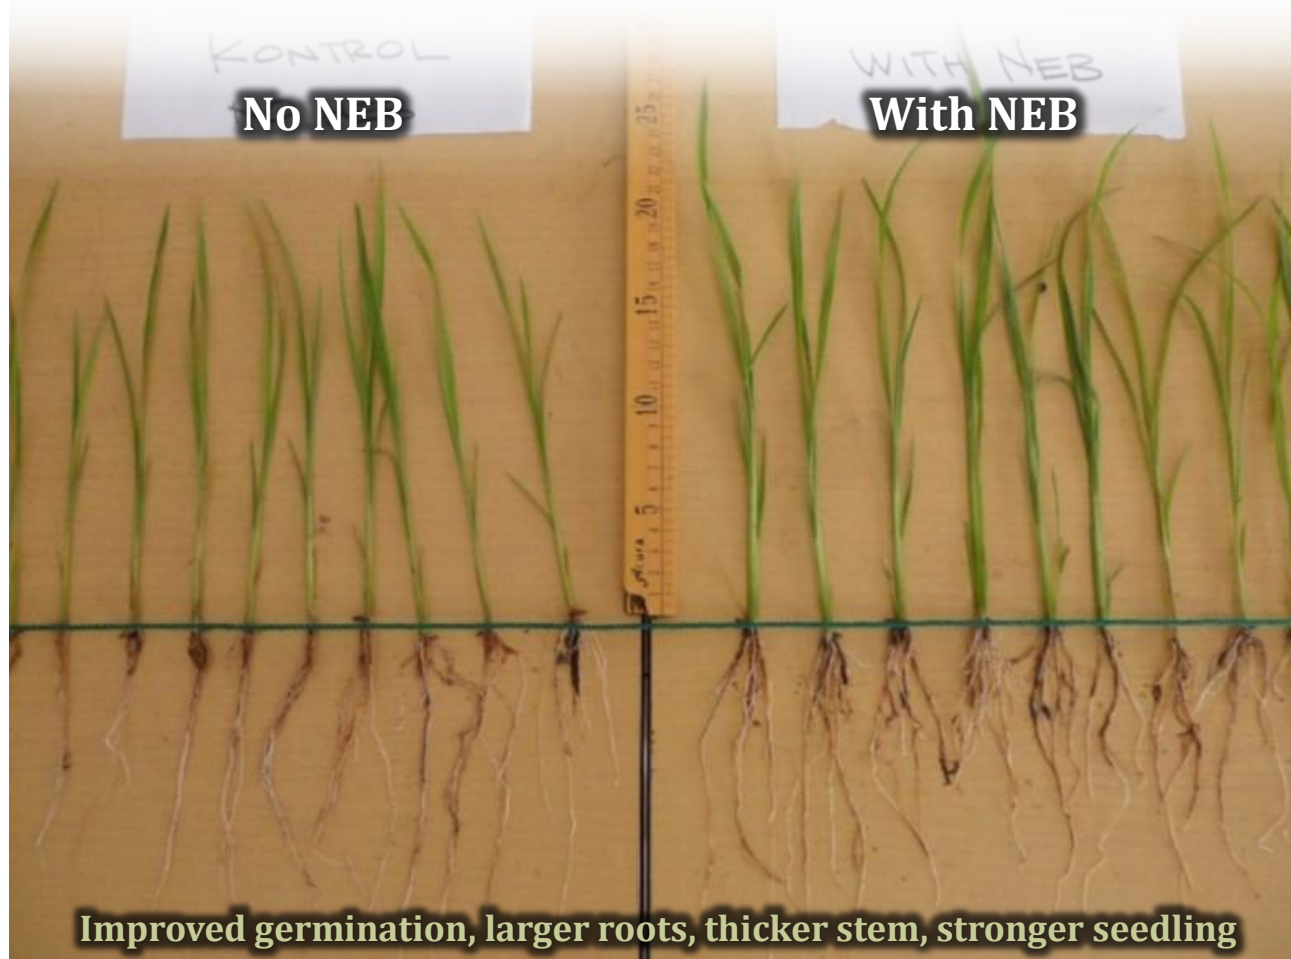 KONTROL
WITH NEB
No NEB
With NEB
25
20
15
10
5
Improved germination, larger roots, thicker stem, stronger seedling